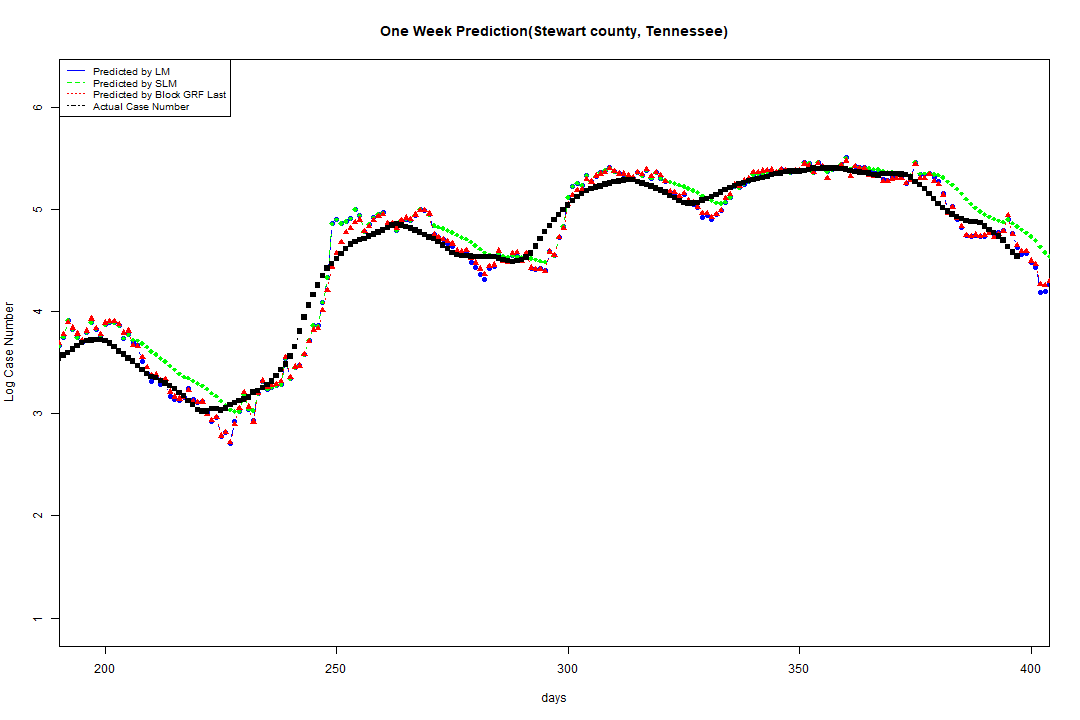 One Week Prediction(Stewart county, Tennessee)
Predicted by LM
Predicted by SLM
Predicted by Block GRF Last
Actual Case Number
6
5
4
3
2
1
Log Case Number
200 250 300 350 400
days